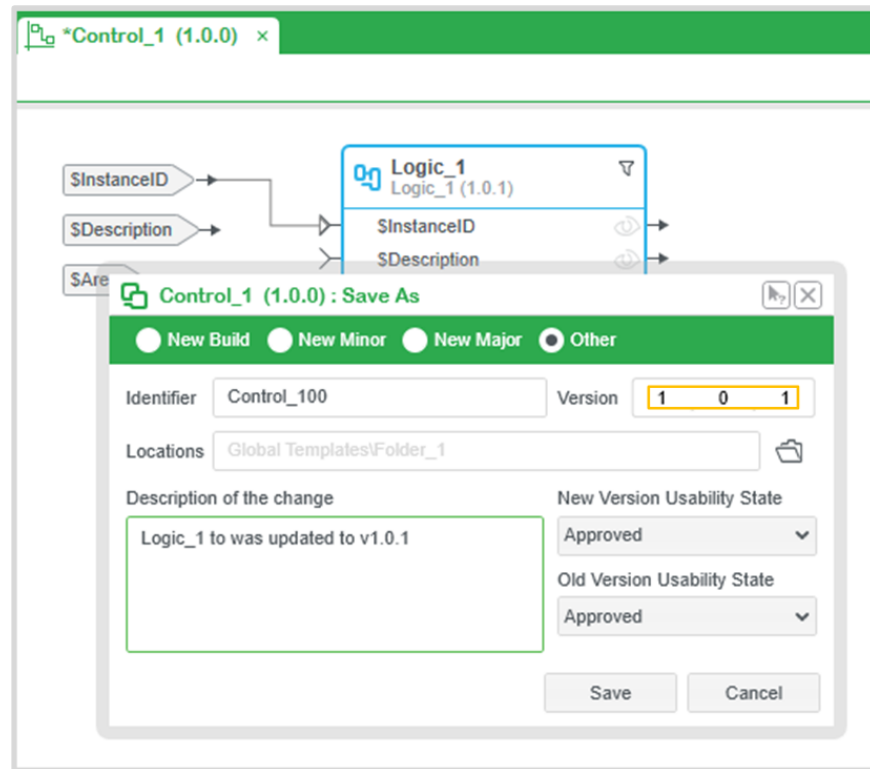 *Control_1 (1.0.0) ×
$InstanceID
Logic_1
Logic_1 (1.0.1)
$Description
$InstanceID
$Description
$Are
Control_1 (1.0.0) : Save As
New Build New Minor New Major Other
Identifier Control_100 Version 1 0 1
Locations Global Templates\Folder_1
Description of the change New Version Usability State
Logic_1 to was updated to v1.0.1 Approved
Old Version Usability State
Approved
Save Cancel